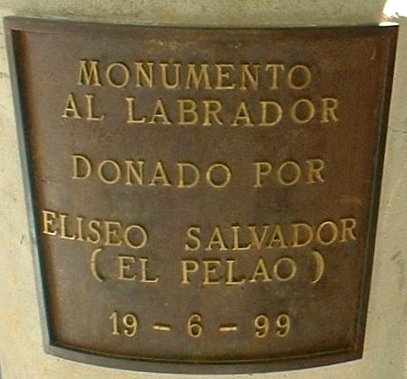 MONUMENTO
AL LABRADOR
DONADO POR
ELISEO SALVADOR
( EL PELAO )
19 - 6 - 99